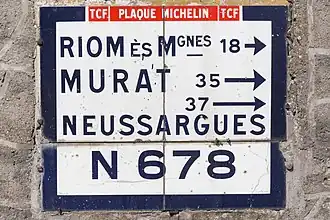 TCF PLAQUE MICHELIN. TCF
RIOM ÈS MGNES 18 →
MURAT 35 →
37 →
NEUSSARGUES
N 678